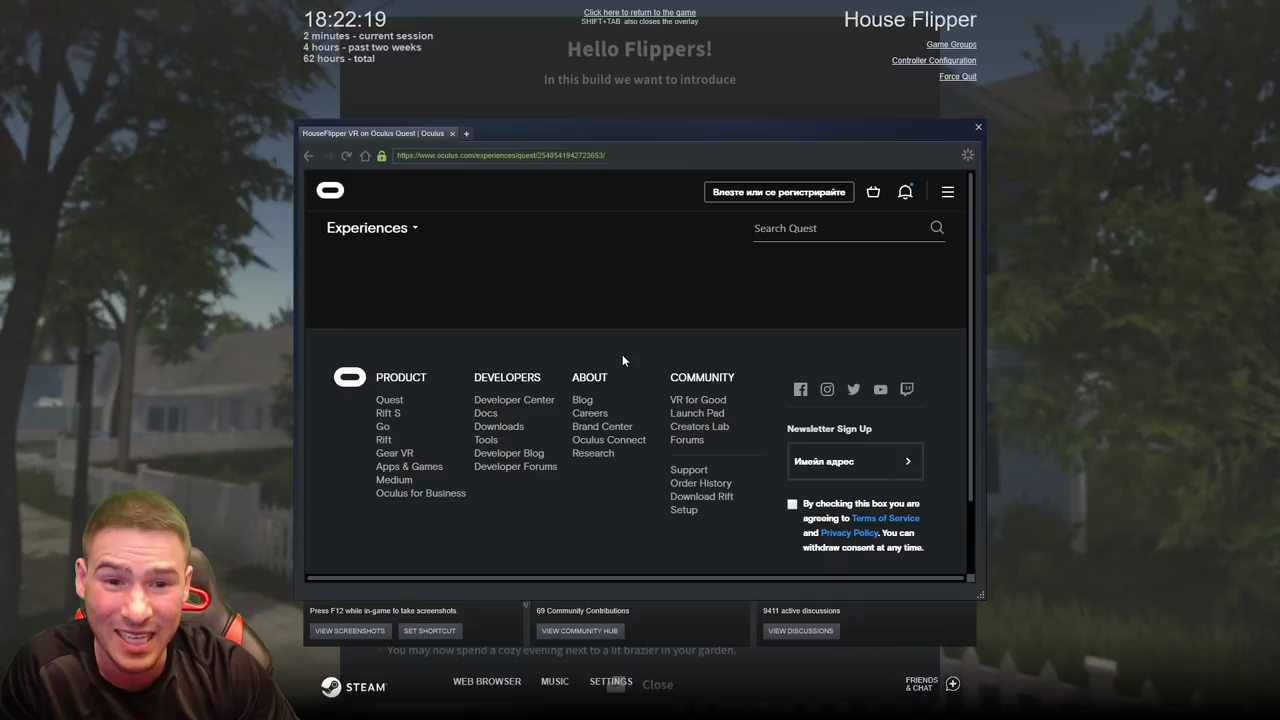 18:22:19
2 minutes - current session
4 hours - past two weeks
62 hours - total
Click here to return to the game
SHIFT+TAB also closes the overlay
House Flipper
Game Groups
Controller Configuration
Force Quit
Hello Flippers!
In this build we want to introduce
HouseFlipper VR on Oculus Quest | Oculus
https://www.oculus.com/experiences/quest/2540541942723653/
Влезте или се регистрирайте
Experiences
Search Quest
PRODUCT
Quest
Rift S
Go
Rift
Gear VR
Apps & Games
Medium
Oculus for Business
DEVELOPERS
Developer Center
Docs
Downloads
Tools
Developer Blog
Developer Forums
ABOUT
Blog
Careers
Brand Center
Oculus Connect
Research
COMMUNITY
VR for Good
Launch Pad
Creators Lab
Forums
Support
Order History
Download Rift
Setup
Newsletter Sign Up
Имейл адрес
By checking this box you are
agreeing to Terms of Service
and Privacy Policy. You can
withdraw consent at any time.
Press F12 while in-game to take screenshots.
VIEW SCREENSHOTS
SET SHORTCUT
69 Community Contributions
VIEW COMMUNITY HUB
9411 active discussions
VIEW DISCUSSIONS
You may now spend a cozy evening next to a lit brazier in your garden.
STEAM
WEB BROWSER
MUSIC
SETTINGS
Close
FRIENDS
& CHAT